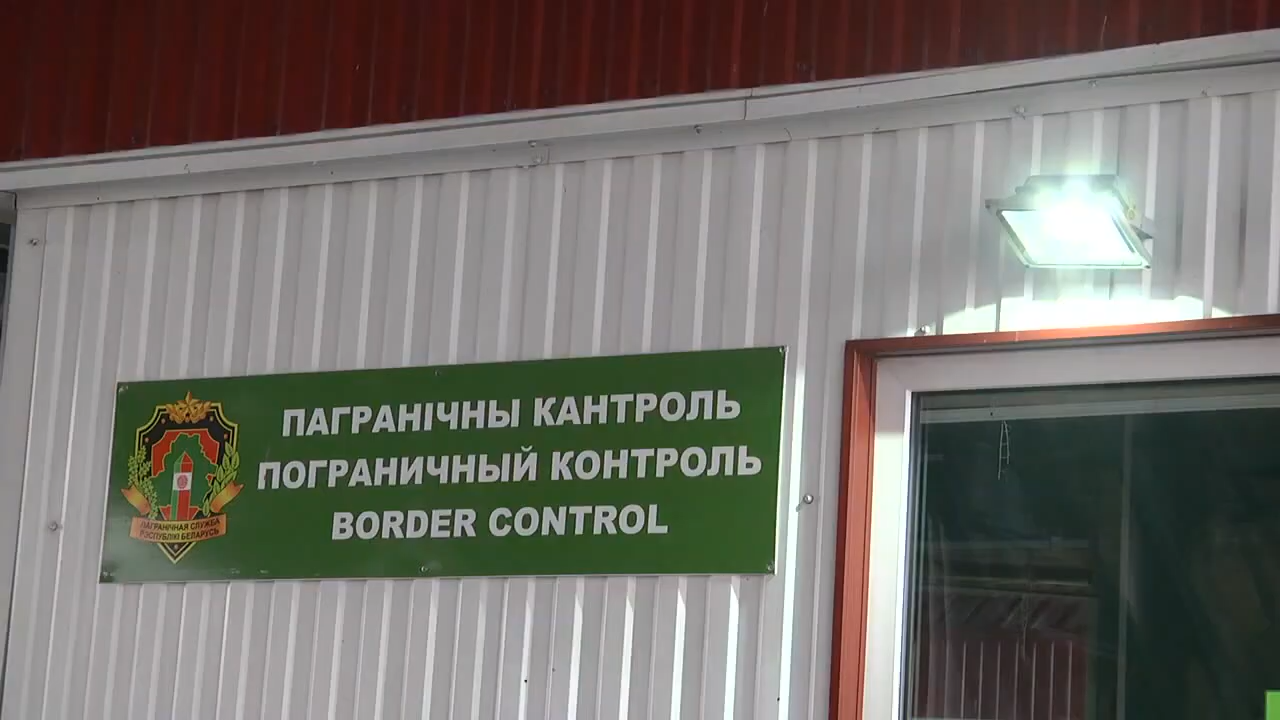 ПАГРАНІЧНЫ КАНТРОЛЬ
ПОГРАНИЧНЫЙ КОНТРОЛЬ
BORDER CONTROL
ПАГРАНІЧНАЯ СЛУЖБА
РЭСПУБЛІКІ БЕЛАРУСЬ